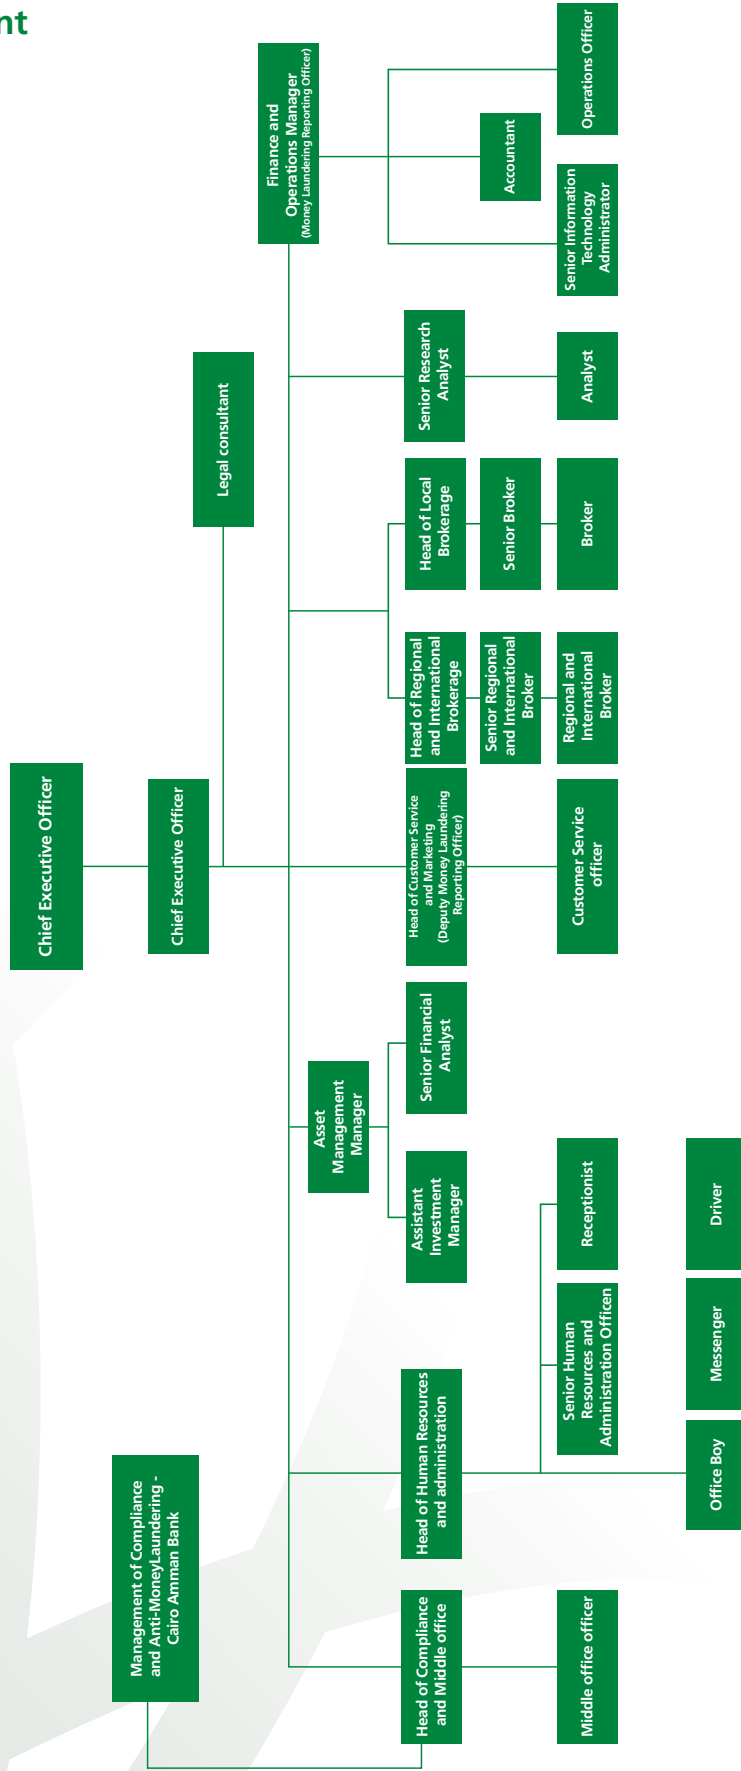 nt
Chief Executive Officer
Chief Executive Officer
Legal consultant
Management of Compliance
and Anti-MoneyLaundering -
Cairo Amman Bank
Head of Compliance
and Middle office
Middle office officer
Head of Human Resources
and administration
Senior Human
Resources and
Administration Officen
Receptionist
Office Boy
Messenger
Driver
Asset
Management
Manager
Assistant
Investment
Manager
Senior Financial
Analyst
Head of Customer Service
and Marketing
(Deputy Money Laundering
Reporting Officer)
Customer Service
officer
Head of Regional
and International
Brokerage
Senior Regional
and International
Broker
Regional and
International
Broker
Head of Local
Brokerage
Senior Broker
Broker
Senior Research
Analyst
Analyst
Finance and
Operations Manager
(Money Laundering Reporting Officer)
Senior Information
Technology
Administrator
Accountant
Operations Officer